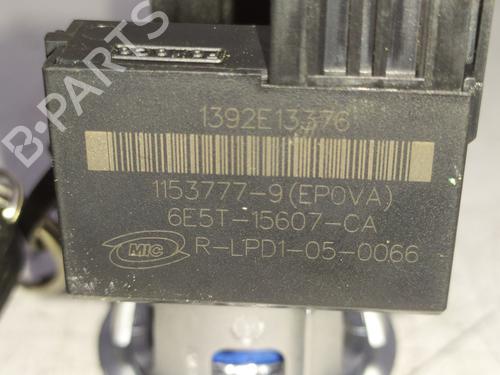 B-PARTS
1392E13376
1153777-9(EP0VA)
6E5T-15607-CA
MIC R-LPD1-05-0066